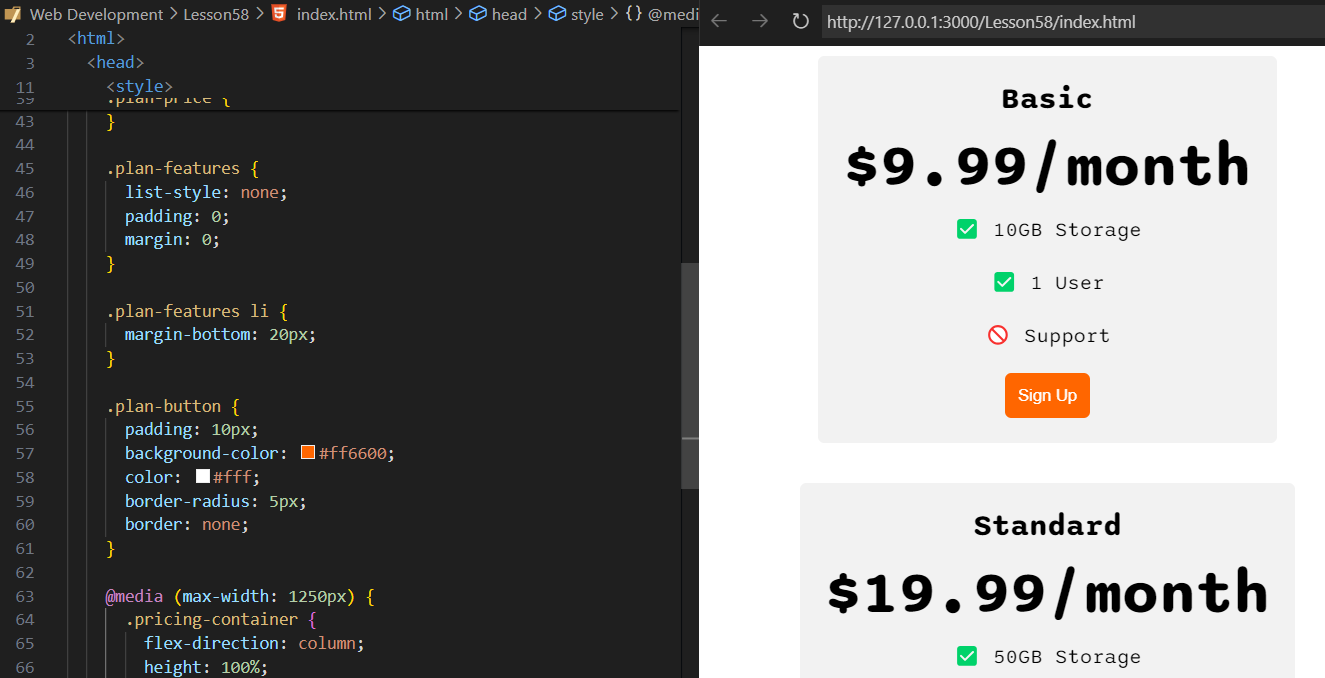 Web Development > Lesson58 > index.html > html > head > style > {} @medi
2 <html>
3 <head>
11 <style>
39 .plan-price {
43 }
44
45 .plan-features {
46 list-style: none;
47 padding: 0;
48 margin: 0;
49 }
50
51 .plan-features li {
52 margin-bottom: 20px;
53 }
54
55 .plan-button {
56 padding: 10px;
57 background-color: #ff6600;
58 color: #fff;
59 border-radius: 5px;
60 border: none;
61 }
62
63 @media (max-width: 1250px) {
64 .pricing-container {
65 flex-direction: column;
66 height: 100%;
http://127.0.0.1:3000/Lesson58/index.html
Basic
$9.99/month
✅ 10GB Storage
✅ 1 User
🚫 Support
Sign Up
Standard
$19.99/month
✅ 50GB Storage